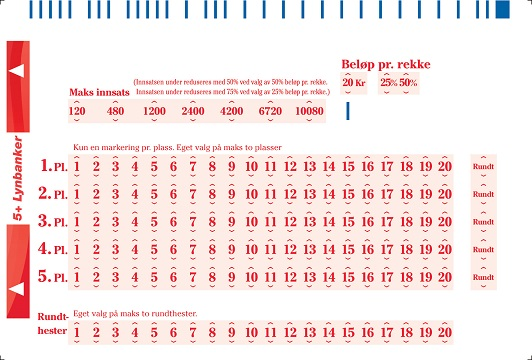 Beløp pr. rekke
(Innsatsen under reduseres med 50% ved valg av 50% beløp pr. rekke.
Maks innsats Innsatsen under reduseres med 75% ved valg av 25% beløp pr. rekke.)
20 Kr 25% 50%
120 480 1200 2400 4200 6720 10080
5+ Lynbanker
Kun en markering pr. plass. Eget valg på maks to plasser
1. Pl. 1 2 3 4 5 6 7 8 9 10 11 12 13 14 15 16 17 18 19 20 Rundt
2. Pl. 1 2 3 4 5 6 7 8 9 10 11 12 13 14 15 16 17 18 19 20 Rundt
3. Pl. 1 2 3 4 5 6 7 8 9 10 11 12 13 14 15 16 17 18 19 20 Rundt
4. Pl. 1 2 3 4 5 6 7 8 9 10 11 12 13 14 15 16 17 18 19 20 Rundt
5. Pl. 1 2 3 4 5 6 7 8 9 10 11 12 13 14 15 16 17 18 19 20 Rundt
Rundt- Eget valg på maks to rundthester.
hester 1 2 3 4 5 6 7 8 9 10 11 12 13 14 15 16 17 18 19 20